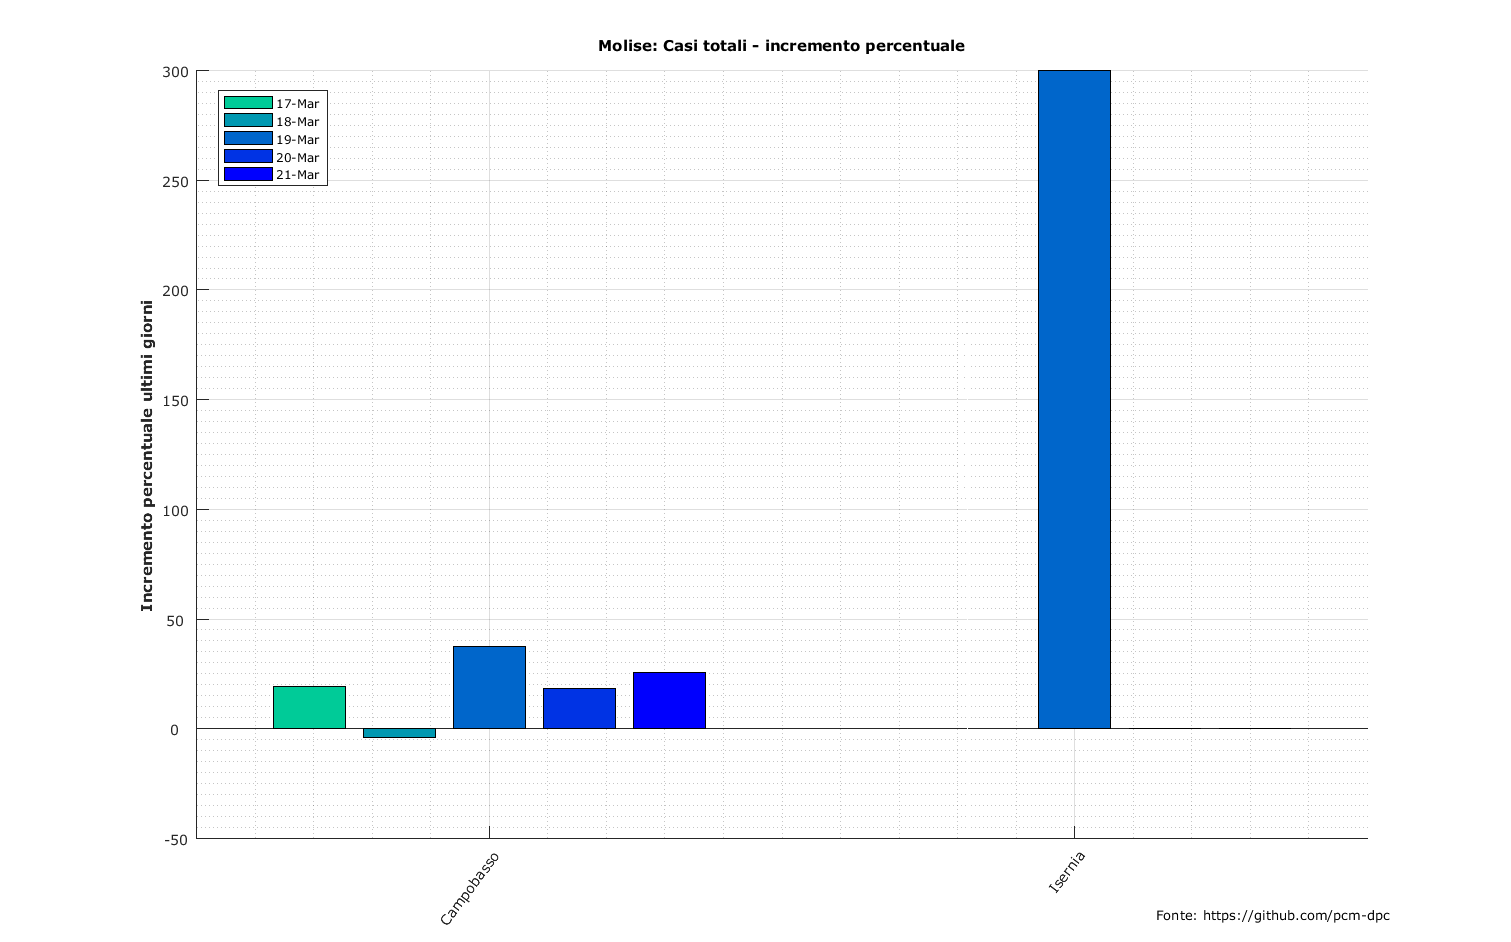 Molise: Casi totali - incremento percentuale
300
250
200
150
100
50
0
-50
Incremento percentuale ultimi giorni
17-Mar
18-Mar
19-Mar
20-Mar
21-Mar
Campobasso
Isernia
Fonte: https://github.com/pcm-dpc